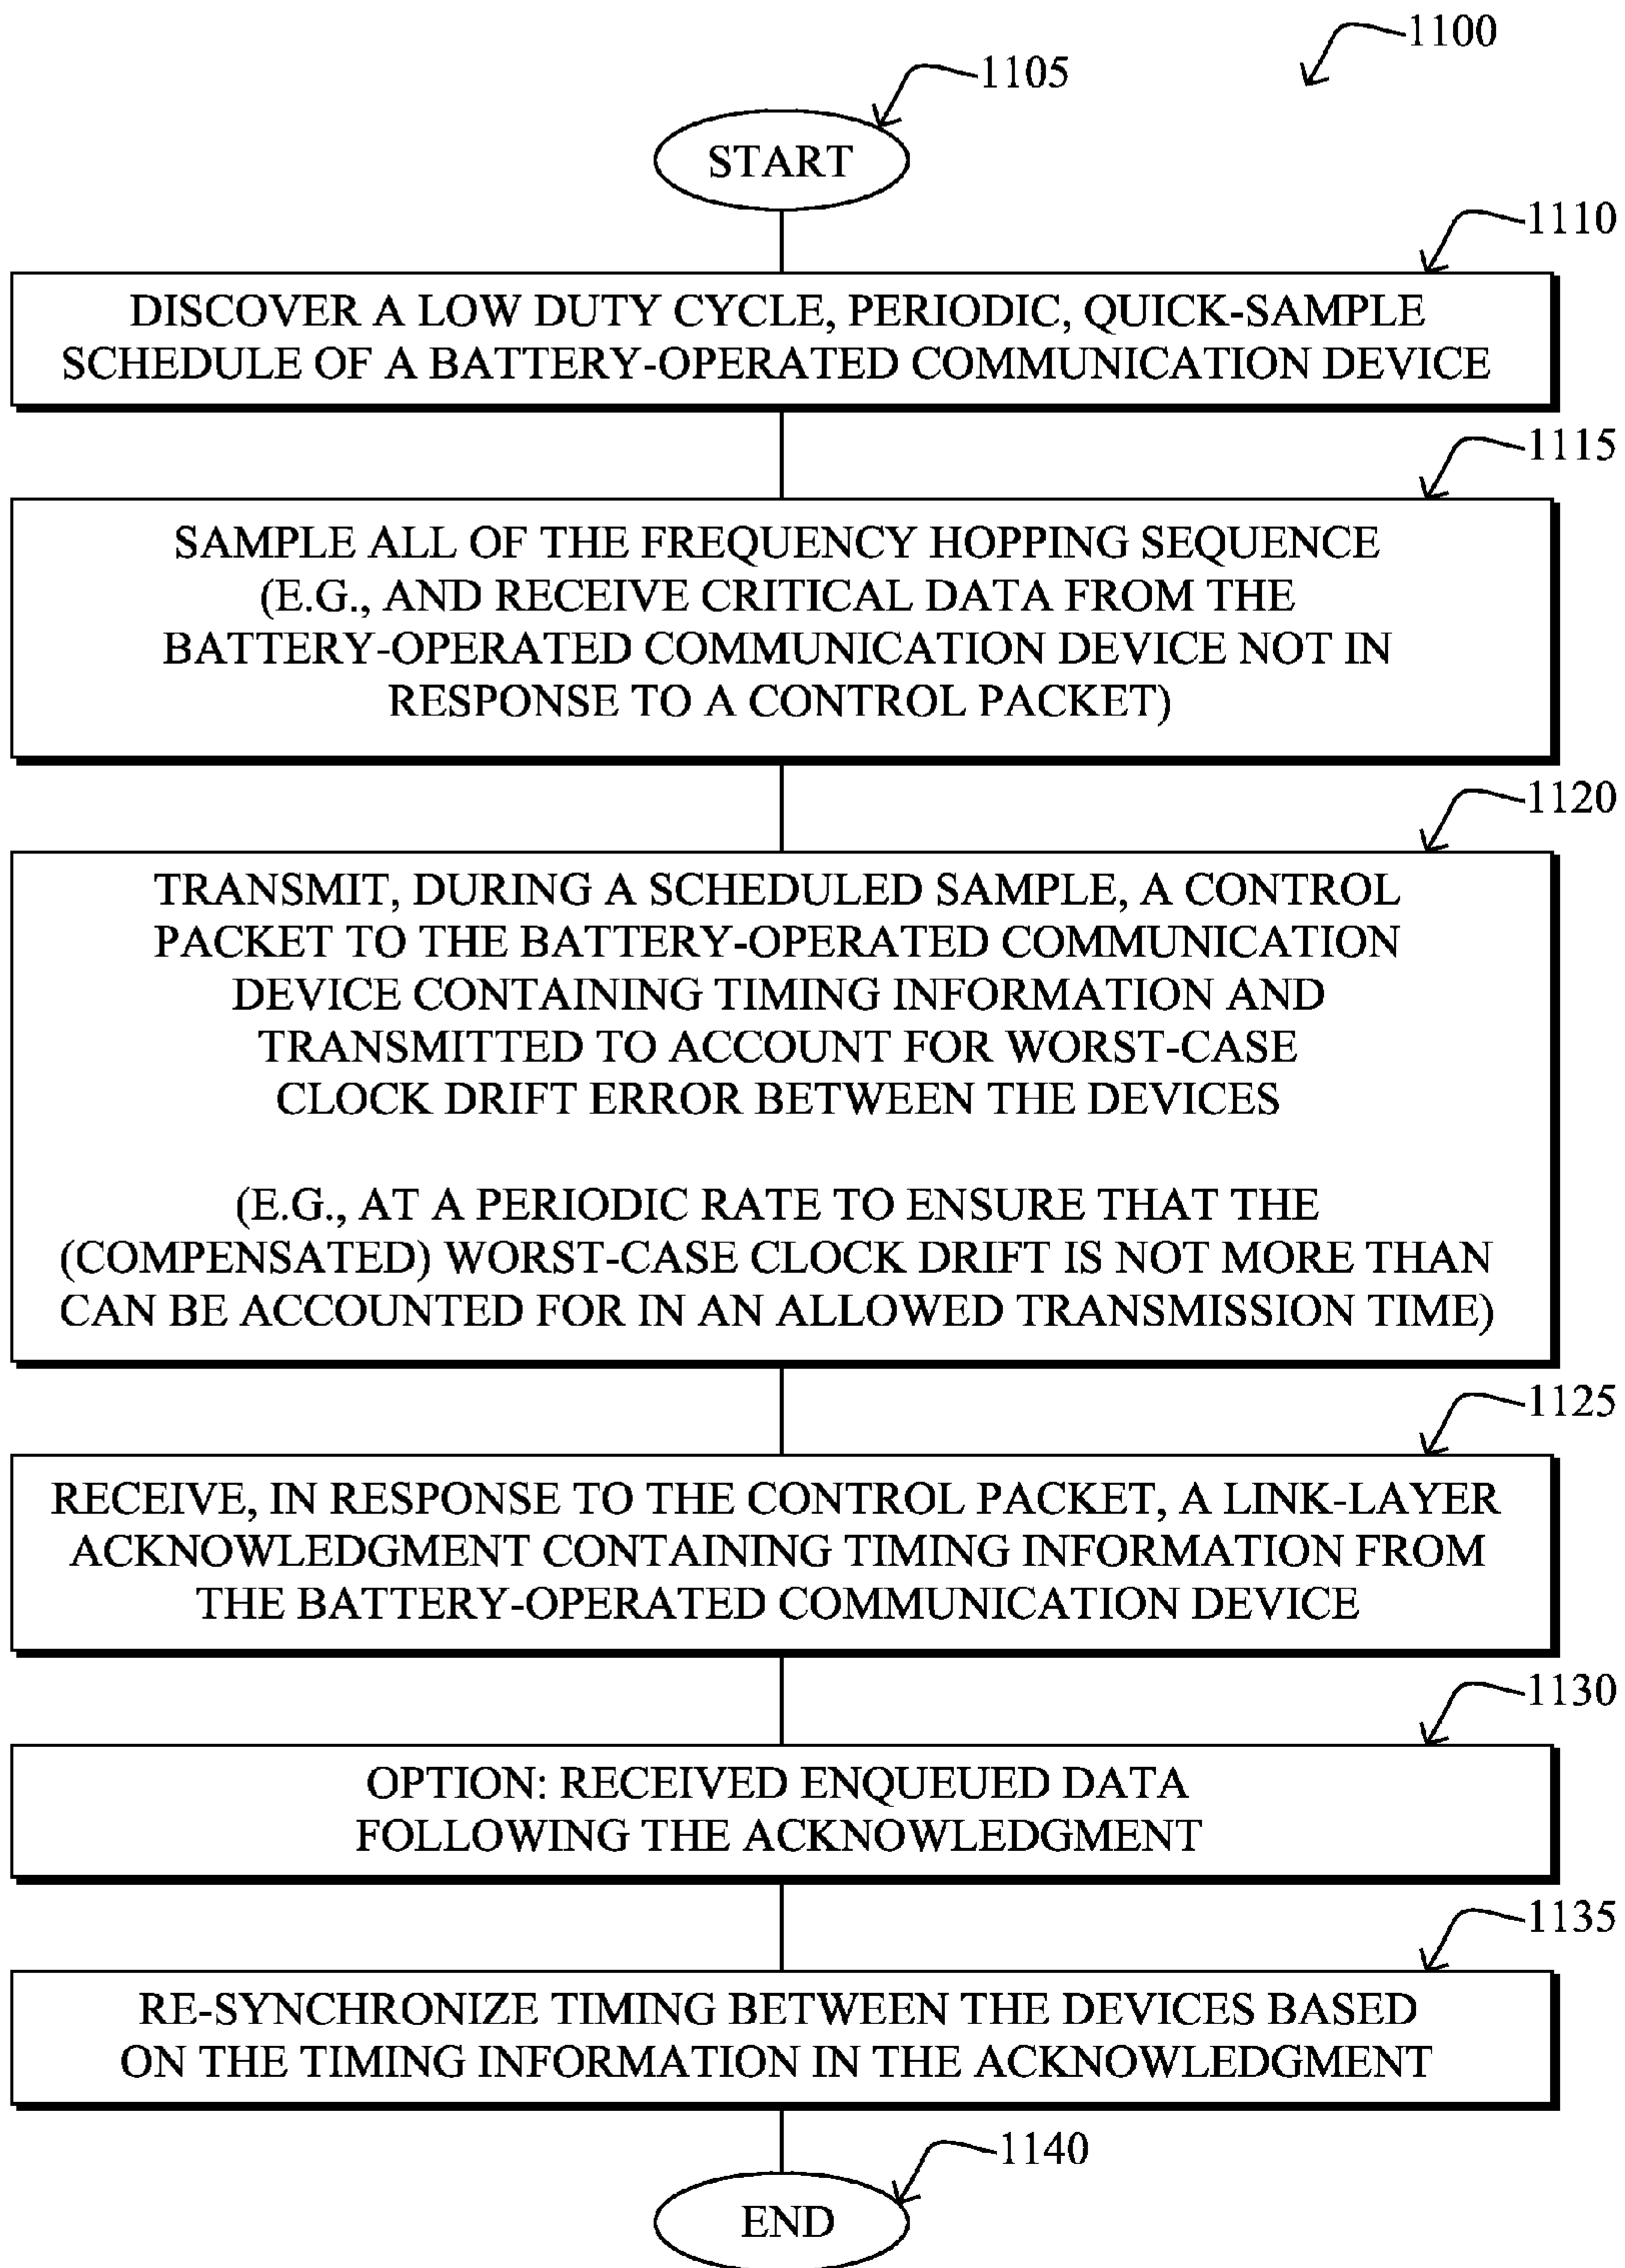 1100
1105
START
1110
DISCOVER A LOW DUTY CYCLE, PERIODIC, QUICK-SAMPLE
SCHEDULE OF A BATTERY-OPERATED COMMUNICATION DEVICE
1115
SAMPLE ALL OF THE FREQUENCY HOPPING SEQUENCE
(E.G., AND RECEIVE CRITICAL DATA FROM THE
BATTERY-OPERATED COMMUNICATION DEVICE NOT IN
RESPONSE TO A CONTROL PACKET)
1120
TRANSMIT, DURING A SCHEDULED SAMPLE, A CONTROL
PACKET TO THE BATTERY-OPERATED COMMUNICATION
DEVICE CONTAINING TIMING INFORMATION AND
TRANSMITTED TO ACCOUNT FOR WORST-CASE
CLOCK DRIFT ERROR BETWEEN THE DEVICES
(E.G., AT A PERIODIC RATE TO ENSURE THAT THE
(COMPENSATED) WORST-CASE CLOCK DRIFT IS NOT MORE THAN
CAN BE ACCOUNTED FOR IN AN ALLOWED TRANSMISSION TIME)
1125
RECEIVE, IN RESPONSE TO THE CONTROL PACKET, A LINK-LAYER
ACKNOWLEDGMENT CONTAINING TIMING INFORMATION FROM
THE BATTERY-OPERATED COMMUNICATION DEVICE
1130
OPTION: RECEIVED ENQUEUED DATA
FOLLOWING THE ACKNOWLEDGMENT
1135
RE-SYNCHRONIZE TIMING BETWEEN THE DEVICES BASED
ON THE TIMING INFORMATION IN THE ACKNOWLEDGMENT
1140
END